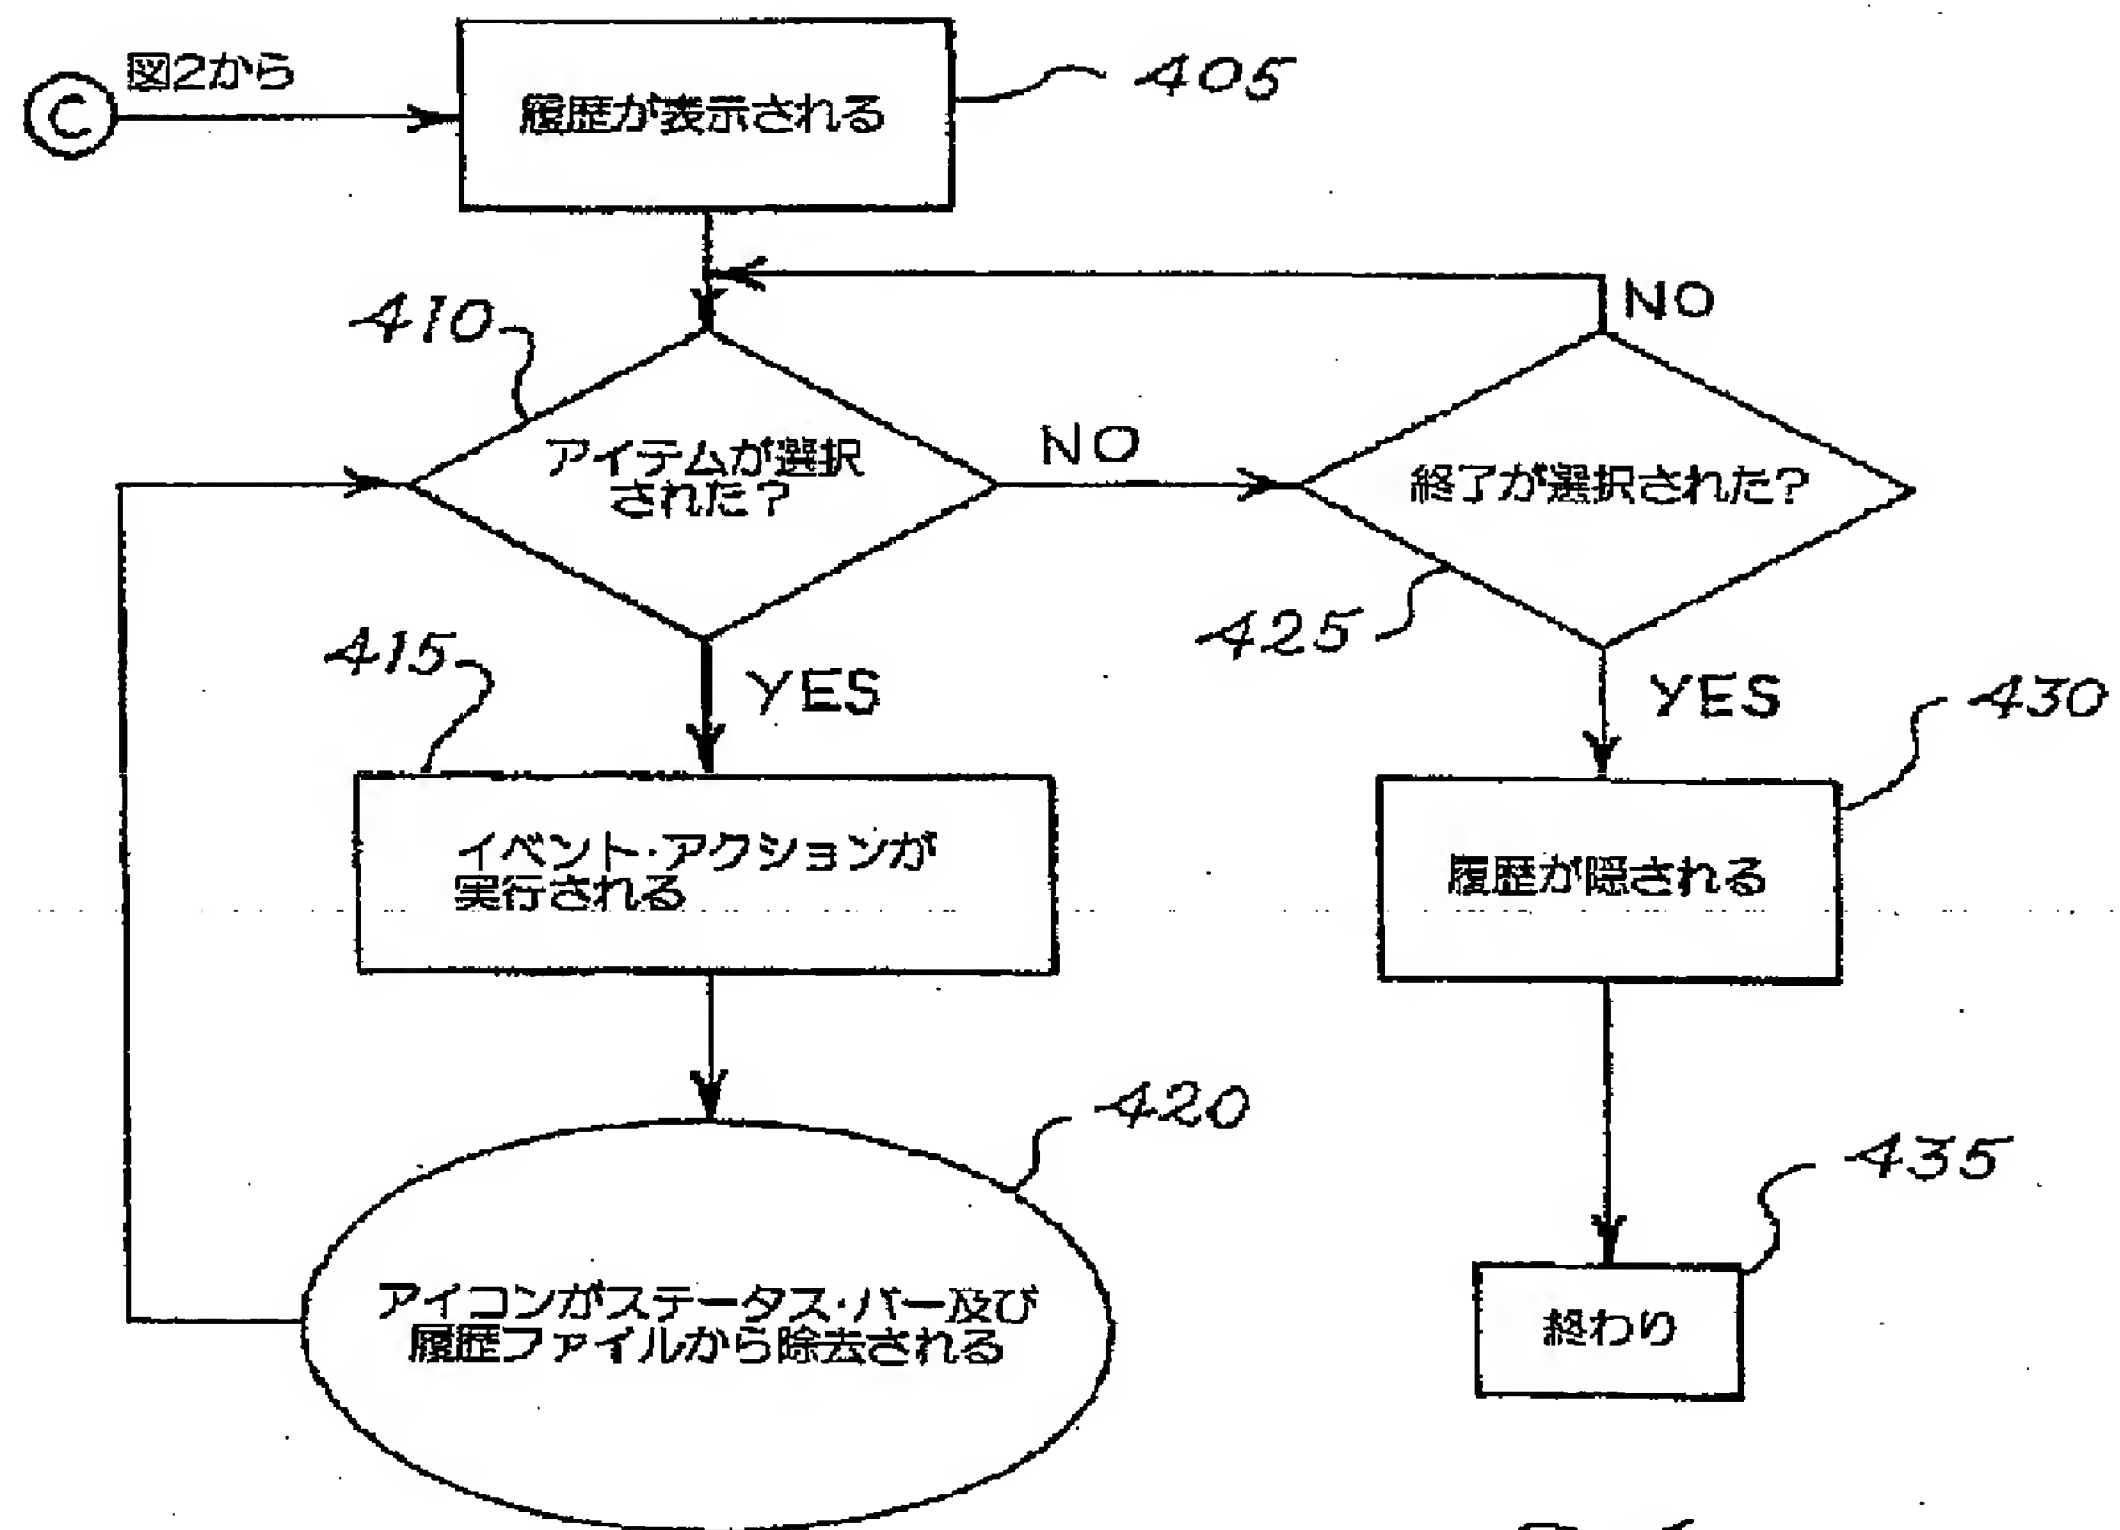 図2から
C
履歴が表示される
405
NO
410
アイテムが選択
された?
NO
終了が選択された?
425
415
YES
YES
430
イベント・アクションが
実行される
履歴が隠される
420
435
アイコンがステータス・バー及び
履歴ファイルから除去される
終わり